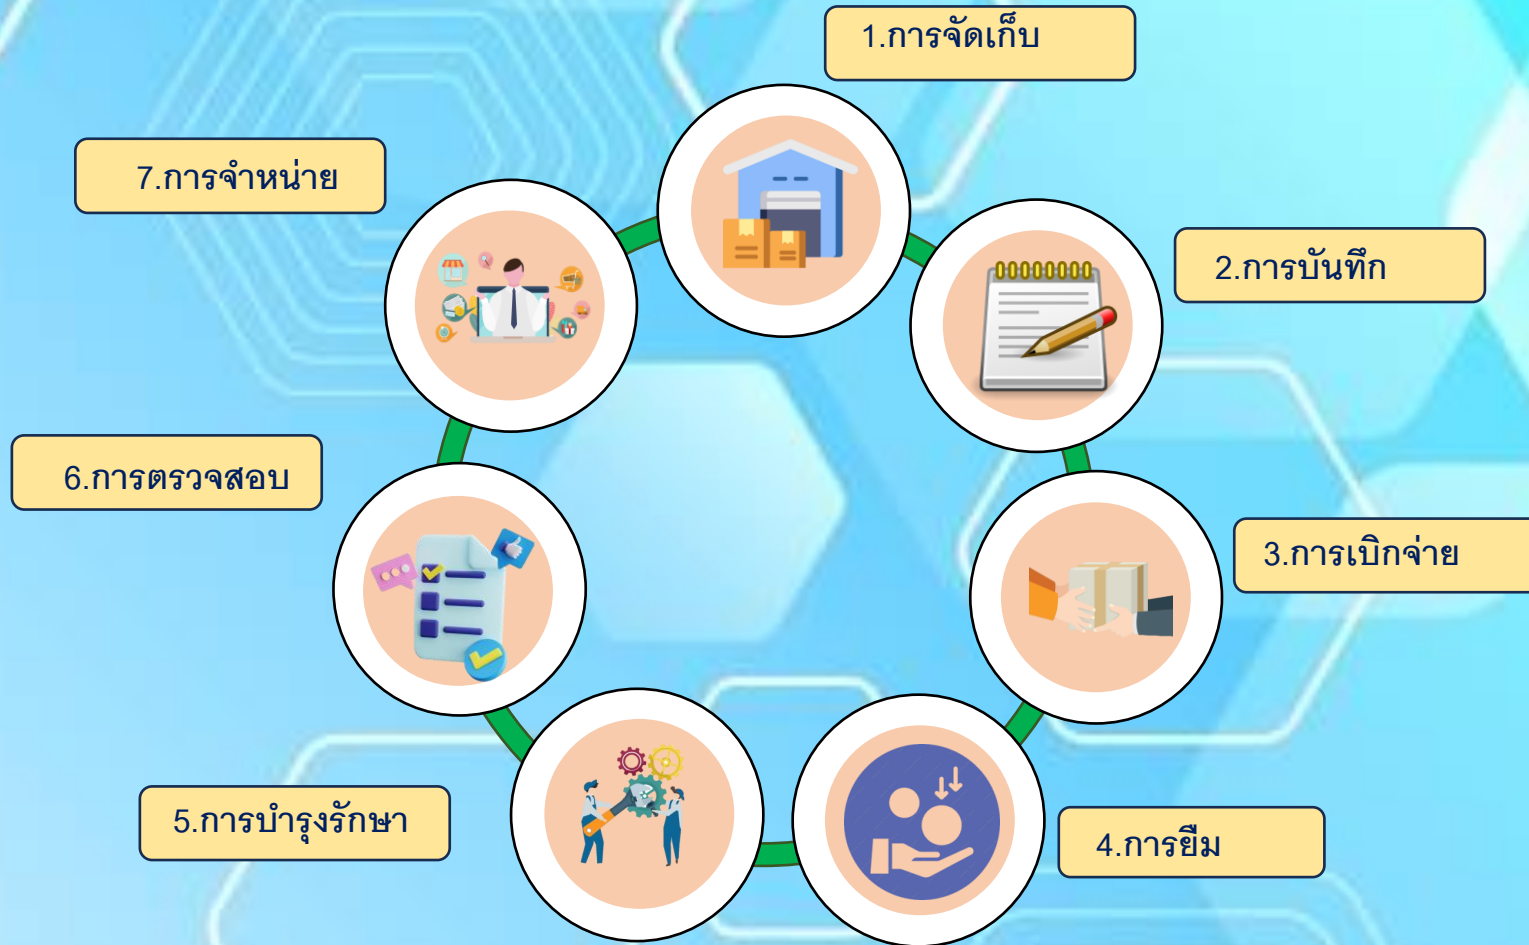 1.การจัดเก็บ
2.การบันทึก
3.การเบิกจ่าย
4.การยืม
5.การบำรุงรักษา
6.การตรวจสอบ
7.การจำหน่าย